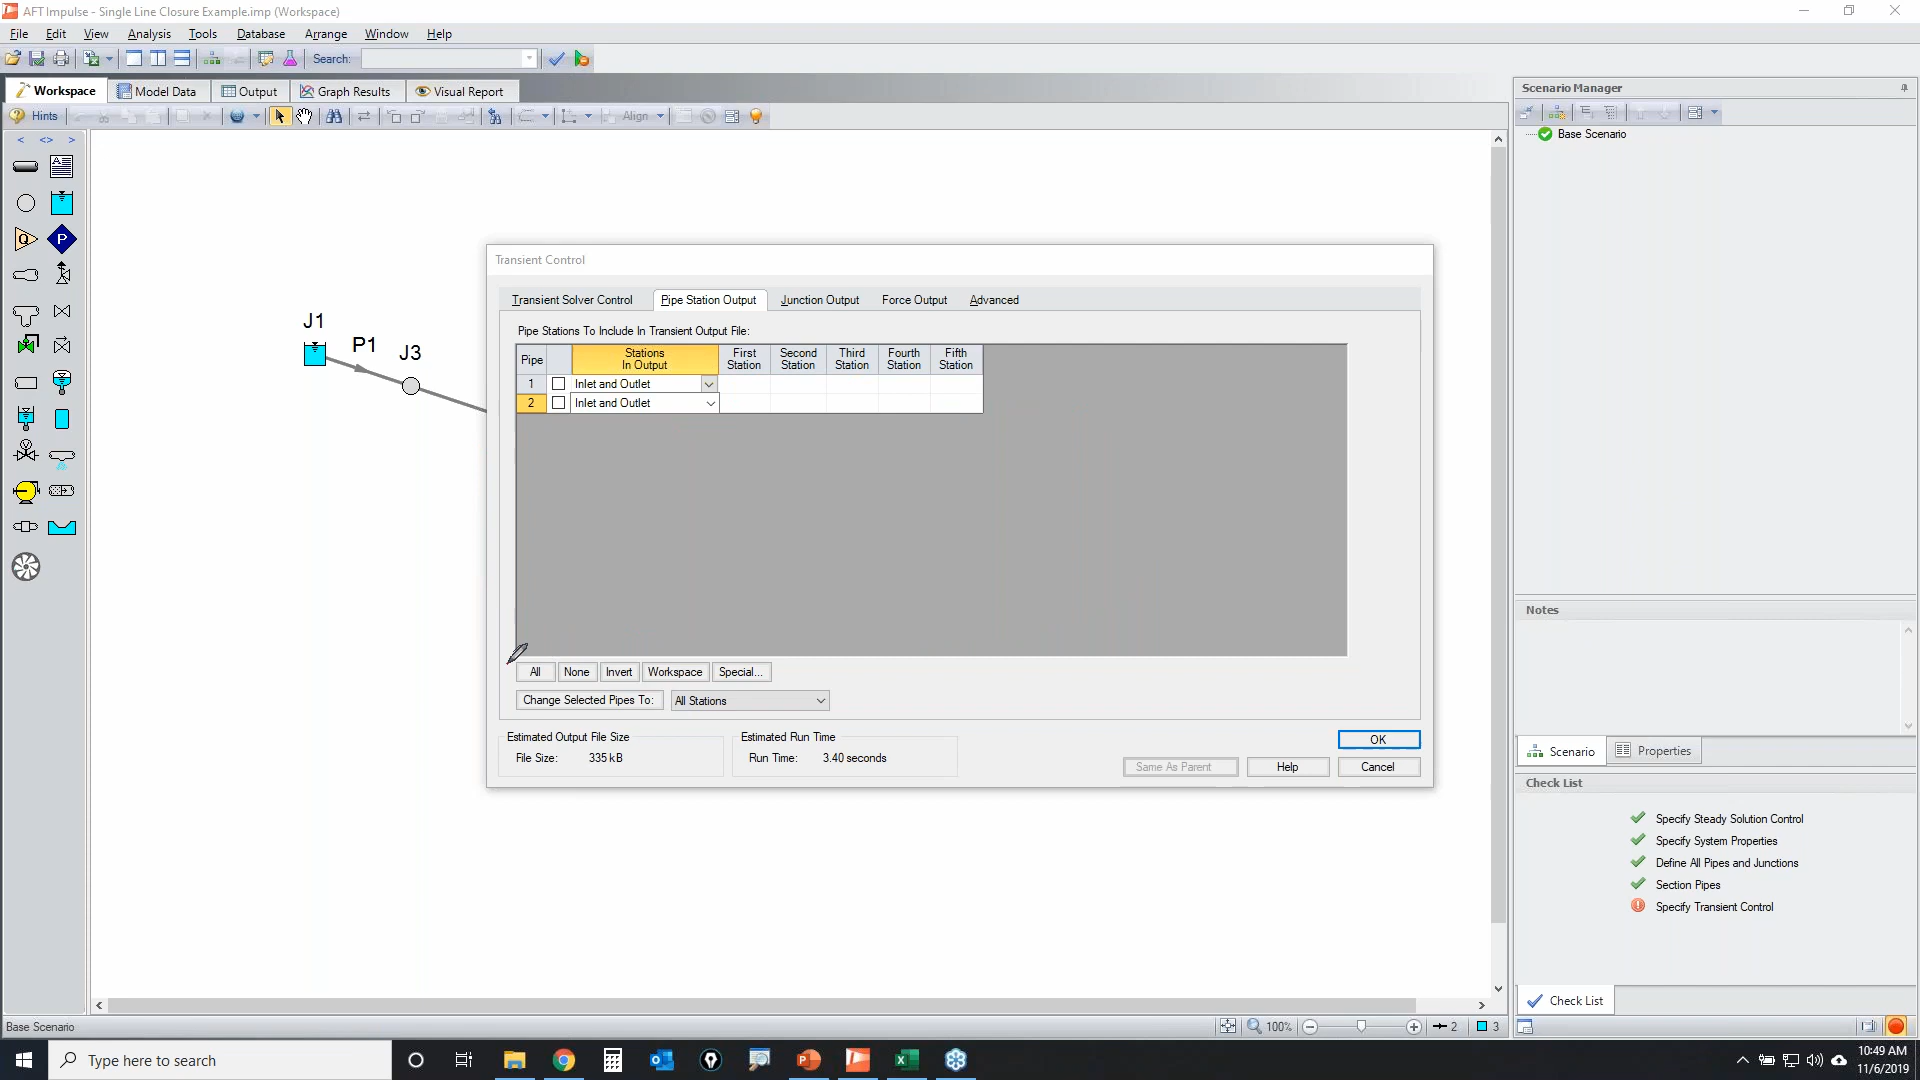 AFT Impulse - Single Line Closure Example.imp (Workspace)
File Edit View Analysis Tools Database Arrange Window Help
Search:
Workspace Model Data Output Graph Results Visual Report
Hints Align
< <> >
A
Q P
J1
P1
J3
Transient Control
Transient Solver Control Pipe Station Output Junction Output Force Output Advanced
Pipe Stations To Include In Transient Output File:
Pipe Stations In Output First Station Second Station Third Station Fourth Station Fifth Station
1 Inlet and Outlet
2 Inlet and Outlet
All None Invert Workspace Special...
Change Selected Pipes To: All Stations
Estimated Output File Size
File Size: 335 kB
Estimated Run Time
Run Time: 3.40 seconds
OK
Same As Parent Help Cancel
Scenario Manager
Base Scenario
Notes
Scenario Properties
Check List
Specify Steady Solution Control
Specify System Properties
Define All Pipes and Junctions
Section Pipes
Specify Transient Control
Check List
Base Scenario 100% 2 3
Type here to search
10:49 AM
11/6/2019